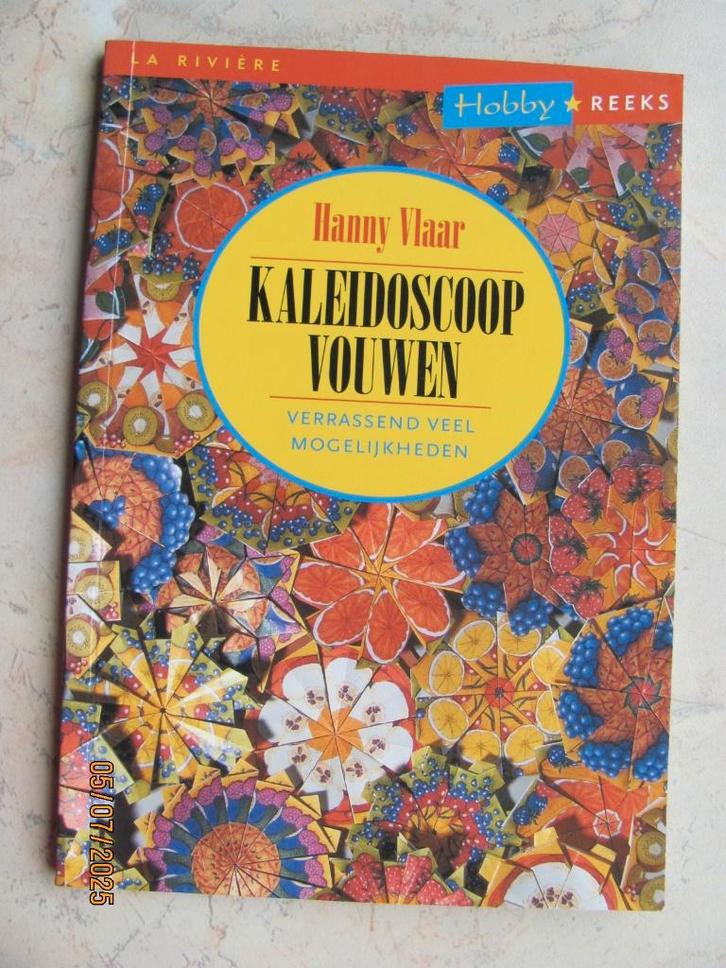 LA RIVIÈRE
Hobby ★ REEKS
Hanny Vlaar
KALEIDOSCOOP
VOUWEN
VERRASSEND VEEL
MOGELIJKHEDEN
05/07/2025